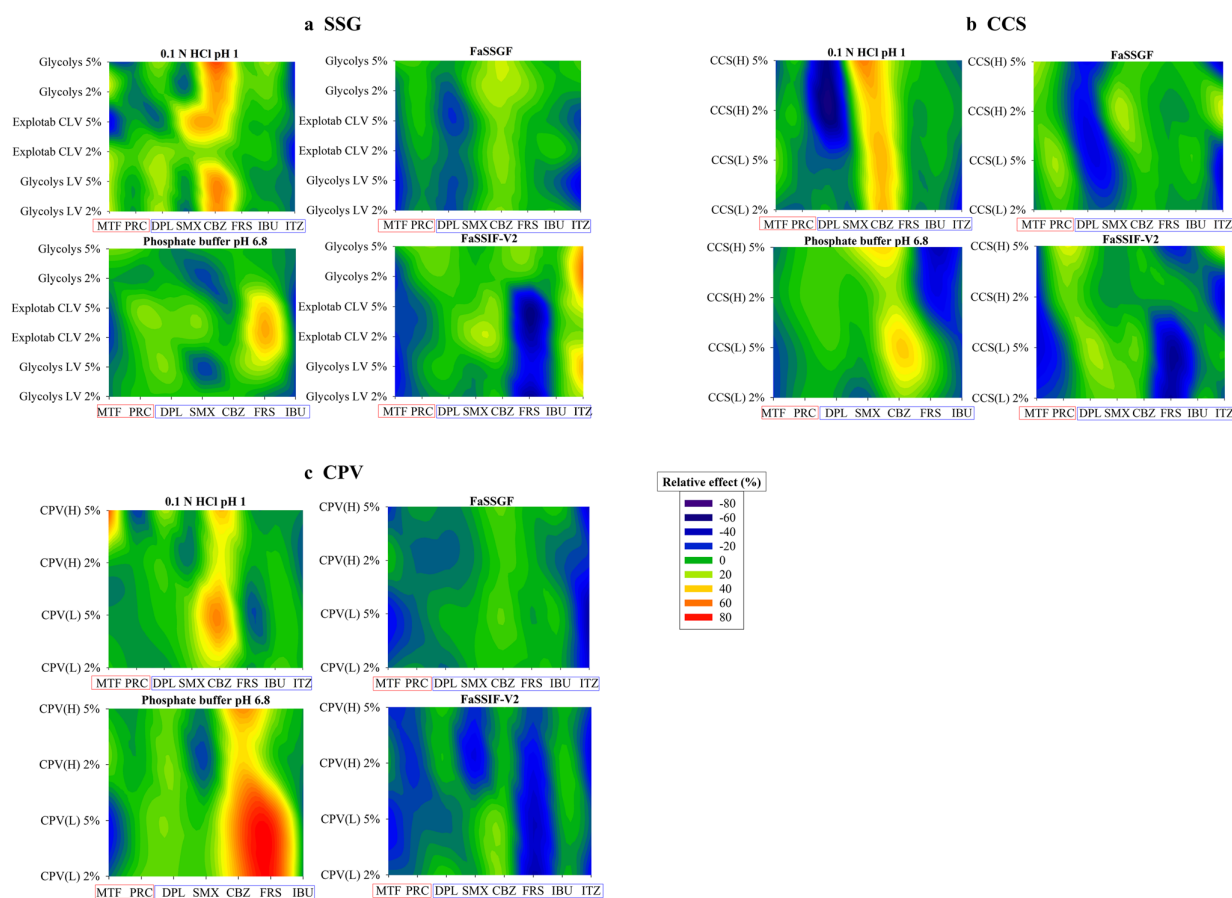 a SSG
0.1 N HCl pH 1
Glycolys 5%
Glycolys 2%
Explotab CLV 5%
Explotab CLV 2%
Glycolys LV 5%
Glycolys LV 2%
MTF PRC DPL SMX CBZ FRS IBU ITZ
FaSSGF
Glycolys 5%
Glycolys 2%
Explotab CLV 5%
Explotab CLV 2%
Glycolys LV 5%
Glycolys LV 2%
MTF PRC DPL SMX CBZ FRS IBU ITZ
Phosphate buffer pH 6.8
Glycolys 5%
Glycolys 2%
Explotab CLV 5%
Explotab CLV 2%
Glycolys LV 5%
Glycolys LV 2%
MTF PRC DPL SMX CBZ FRS IBU
FaSSIF-V2
Glycolys 5%
Glycolys 2%
Explotab CLV 5%
Explotab CLV 2%
Glycolys LV 5%
Glycolys LV 2%
MTF PRC DPL SMX CBZ FRS IBU ITZ
b CCS
0.1 N HCl pH 1
CCS(H) 5%
CCS(H) 2%
CCS(L) 5%
CCS(L) 2%
MTF PRC DPL SMX CBZ FRS IBU ITZ
FaSSGF
CCS(H) 5%
CCS(H) 2%
CCS(L) 5%
CCS(L) 2%
MTF PRC DPL SMX CBZ FRS IBU ITZ
Phosphate buffer pH 6.8
CCS(H) 5%
CCS(H) 2%
CCS(L) 5%
CCS(L) 2%
MTF PRC DPL SMX CBZ FRS IBU
FaSSIF-V2
CCS(H) 5%
CCS(H) 2%
CCS(L) 5%
CCS(L) 2%
MTF PRC DPL SMX CBZ FRS IBU ITZ
c CPV
0.1 N HCl pH 1
CPV(H) 5%
CPV(H) 2%
CPV(L) 5%
CPV(L) 2%
MTF PRC DPL SMX CBZ FRS IBU ITZ
FaSSGF
CPV(H) 5%
CPV(H) 2%
CPV(L) 5%
CPV(L) 2%
MTF PRC DPL SMX CBZ FRS IBU ITZ
Phosphate buffer pH 6.8
CPV(H) 5%
CPV(H) 2%
CPV(L) 5%
CPV(L) 2%
MTF PRC DPL SMX CBZ FRS IBU
FaSSIF-V2
CPV(H) 5%
CPV(H) 2%
CPV(L) 5%
CPV(L) 2%
MTF PRC DPL SMX CBZ FRS IBU ITZ
Relative effect (%)
-80
-60
-40
-20
0
20
40
60
80